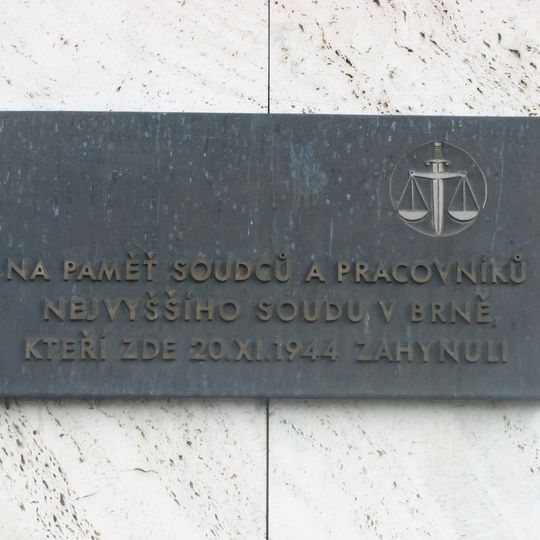 NA PAMĚŤ SOUDCŮ A PRACOVNÍKŮ
NEJVYŠŠÍHO SOUDU V BRNĚ,
KTEŘÍ ZDE 20.XI.1944 ZAHYNULI